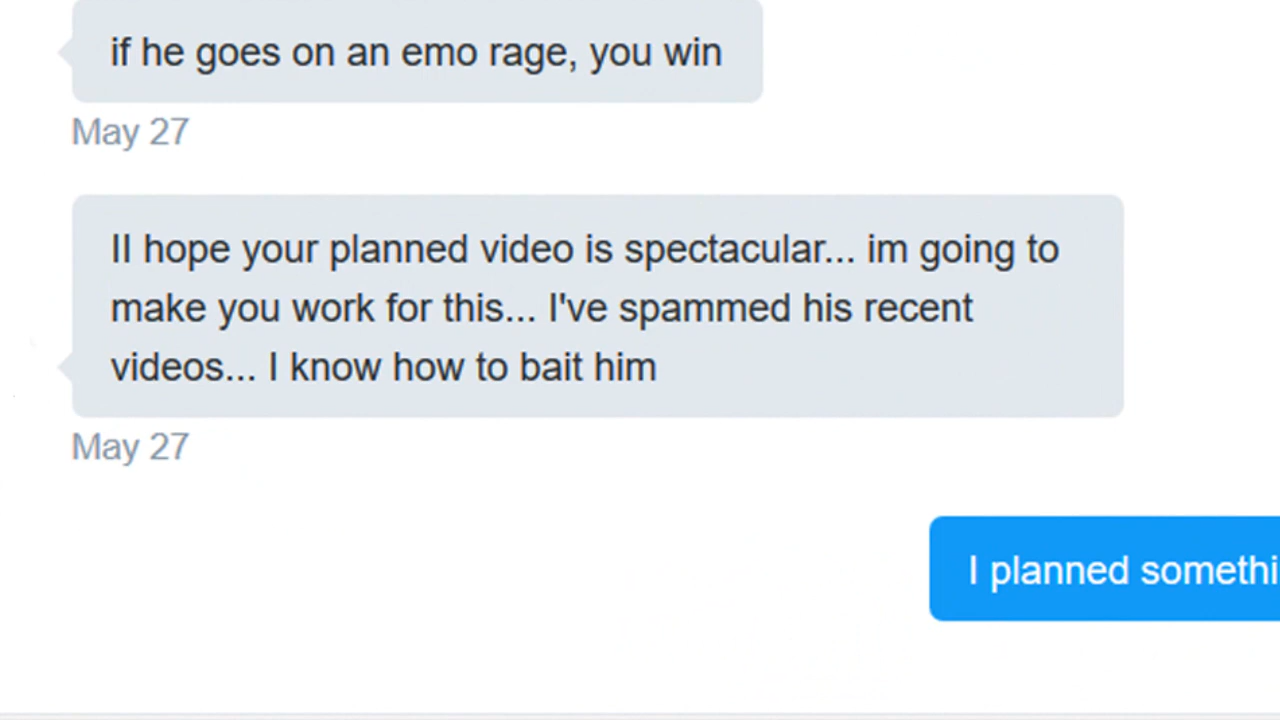 if he goes on an emo rage, you win
May 27
II hope your planned video is spectacular... im going to
make you work for this... I've spammed his recent
videos... I know how to bait him
May 27
I planned somethi